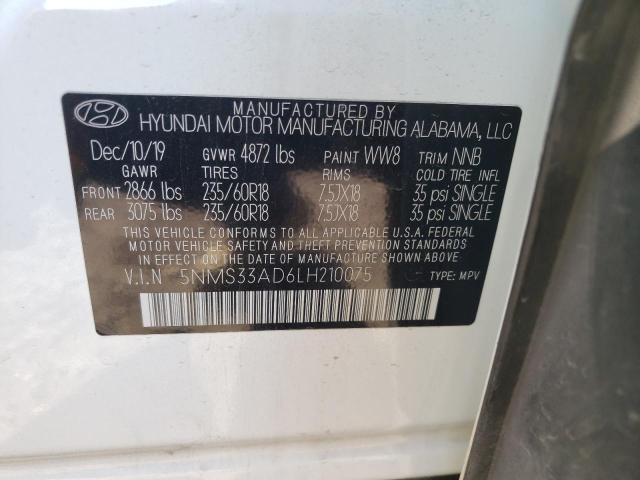 MANUFACTURED BY
HYUNDAI MOTOR MANUFACTURING ALABAMA, LLC
Dec/10/19 GVWR 4872 lbs PAINT WW8 TRIM NNB
GAWR TIRES RIMS COLD TIRE INFL
FRONT 2866 lbs 235/60R18 7.5JX18 35 psi SINGLE
REAR 3075 lbs 235/60R18 7.5JX18 35 psi SINGLE
THIS VEHICLE CONFORMS TO ALL APPLICABLE U.S.A. FEDERAL
MOTOR VEHICLE SAFETY AND THEFT PREVENTION STANDARDS
IN EFFECT ON THE DATE OF MANUFACTURE SHOWN ABOVE.
V.I.N 5NMS33AD6LH210075 TYPE: MPV